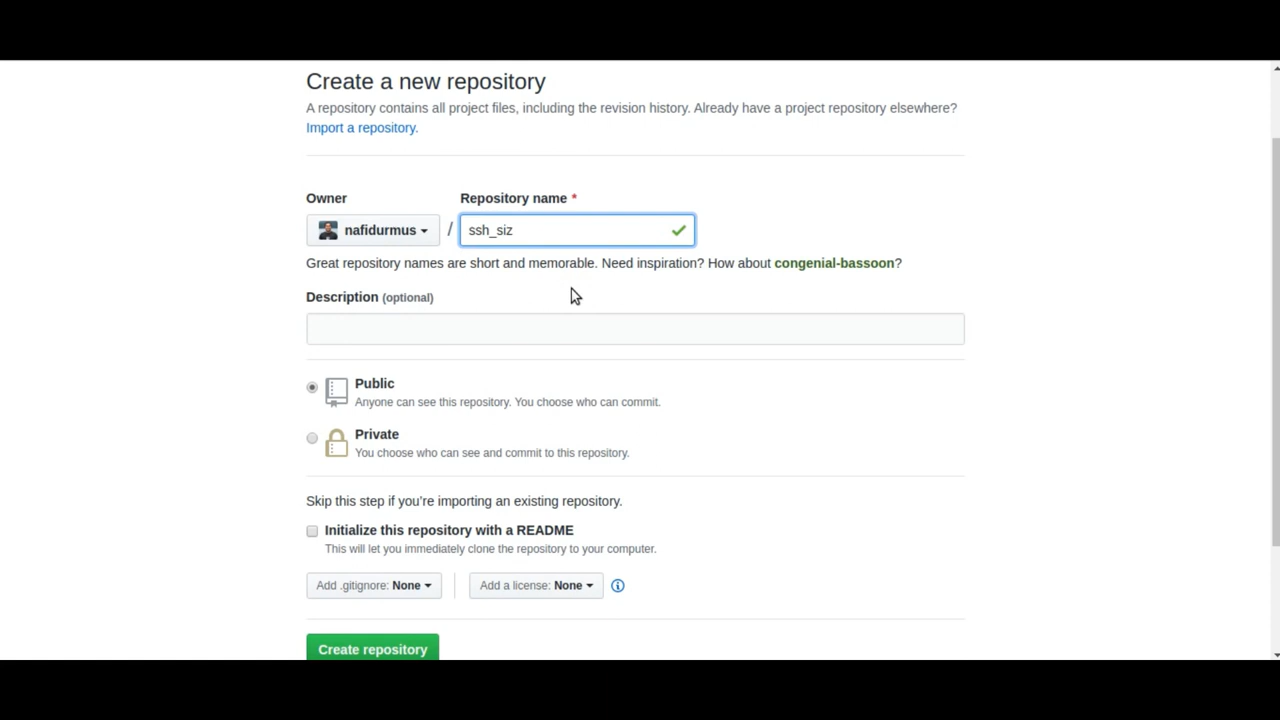 Create a new repository
A repository contains all project files, including the revision history. Already have a project repository elsewhere?
Import a repository.
Owner
Repository name *
nafidurmus / ssh_siz
Great repository names are short and memorable. Need inspiration? How about congenial-bassoon?
Description (optional)
Public
Anyone can see this repository. You choose who can commit.
Private
You choose who can see and commit to this repository.
Skip this step if you’re importing an existing repository.
Initialize this repository with a README
This will let you immediately clone the repository to your computer.
Add .gitignore: None
Add a license: None
Create repository